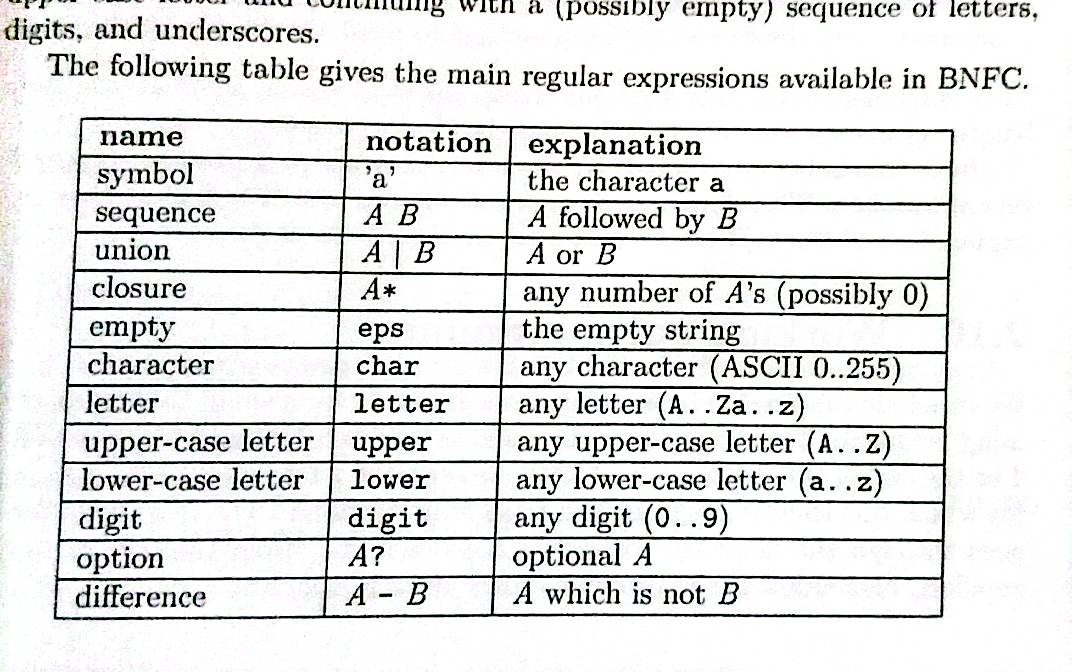 with a (possibly empty) sequence of letters,
digits, and underscores.
The following table gives the main regular expressions available in BNFC.
name notation explanation
symbol 'a' the character a
sequence A B A followed by B
union A | B A or B
closure A* any number of A's (possibly 0)
empty eps the empty string
character char any character (ASCII 0..255)
letter letter any letter (A..Za..z)
upper-case letter upper any upper-case letter (A..Z)
lower-case letter lower any lower-case letter (a..z)
digit digit any digit (0..9)
option A? optional A
difference A - B A which is not B